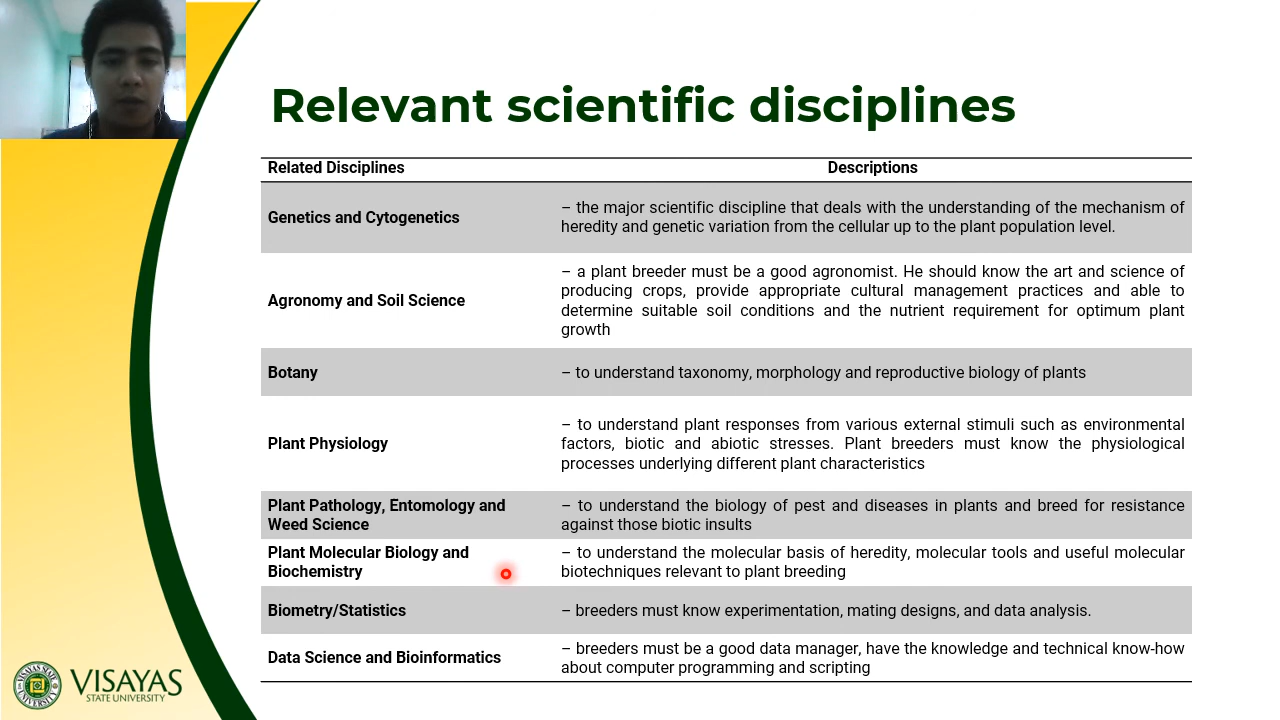 Relevant scientific disciplines
Related Disciplines
Descriptions
Genetics and Cytogenetics
– the major scientific discipline that deals with the understanding of the mechanism of
heredity and genetic variation from the cellular up to the plant population level.
Agronomy and Soil Science
– a plant breeder must be a good agronomist. He should know the art and science of
producing crops, provide appropriate cultural management practices and able to
determine suitable soil conditions and the nutrient requirement for optimum plant
growth
Botany
– to understand taxonomy, morphology and reproductive biology of plants
Plant Physiology
– to understand plant responses from various external stimuli such as environmental
factors, biotic and abiotic stresses. Plant breeders must know the physiological
processes underlying different plant characteristics
Plant Pathology, Entomology and
Weed Science
– to understand the biology of pest and diseases in plants and breed for resistance
against those biotic insults
Plant Molecular Biology and
Biochemistry
– to understand the molecular basis of heredity, molecular tools and useful molecular
biotechniques relevant to plant breeding
Biometry/Statistics
– breeders must know experimentation, mating designs, and data analysis.
Data Science and Bioinformatics
– breeders must be a good data manager, have the knowledge and technical know-how
about computer programming and scripting
VISAYAS
STATE UNIVERSITY